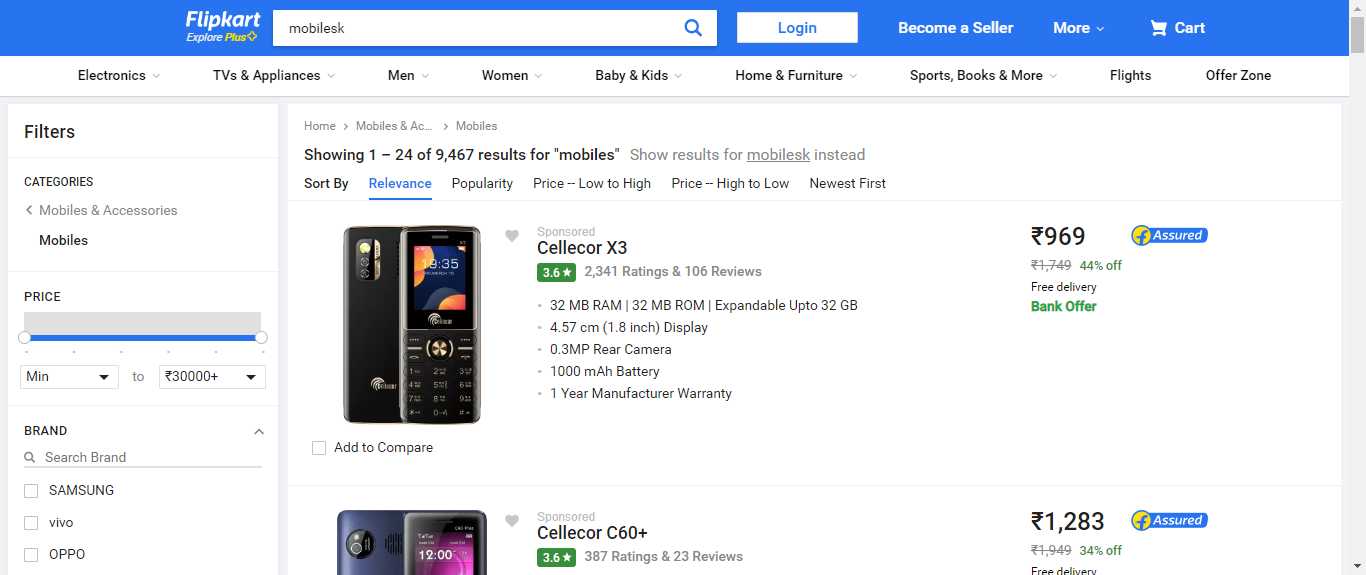 Flipkart
Explore Plus
mobilesk
Login
Become a Seller
More
Cart
Electronics
TVs & Appliances
Men
Women
Baby & Kids
Home & Furniture
Sports, Books & More
Flights
Offer Zone
Filters
CATEGORIES
Mobiles & Accessories
Mobiles
PRICE
Min
to
₹30000+
BRAND
Search Brand
SAMSUNG
vivo
OPPO
Home
Mobiles & Acc...
Mobiles
Showing 1 – 24 of 9,467 results for "mobiles" Show results for mobilesk instead
Sort By
Relevance
Popularity
Price -- Low to High
Price -- High to Low
Newest First
Sponsored
Cellecor X3
3.6★ 2,341 Ratings & 106 Reviews
32 MB RAM | 32 MB ROM | Expandable Upto 32 GB
4.57 cm (1.8 inch) Display
0.3MP Rear Camera
1000 mAh Battery
1 Year Manufacturer Warranty
₹969
Assured
₹1,749 44% off
Free delivery
Bank Offer
Add to Compare
Sponsored
Cellecor C60+
3.6★ 387 Ratings & 23 Reviews
12:00
₹1,283
Assured
₹1,949 34% off
Free delivery